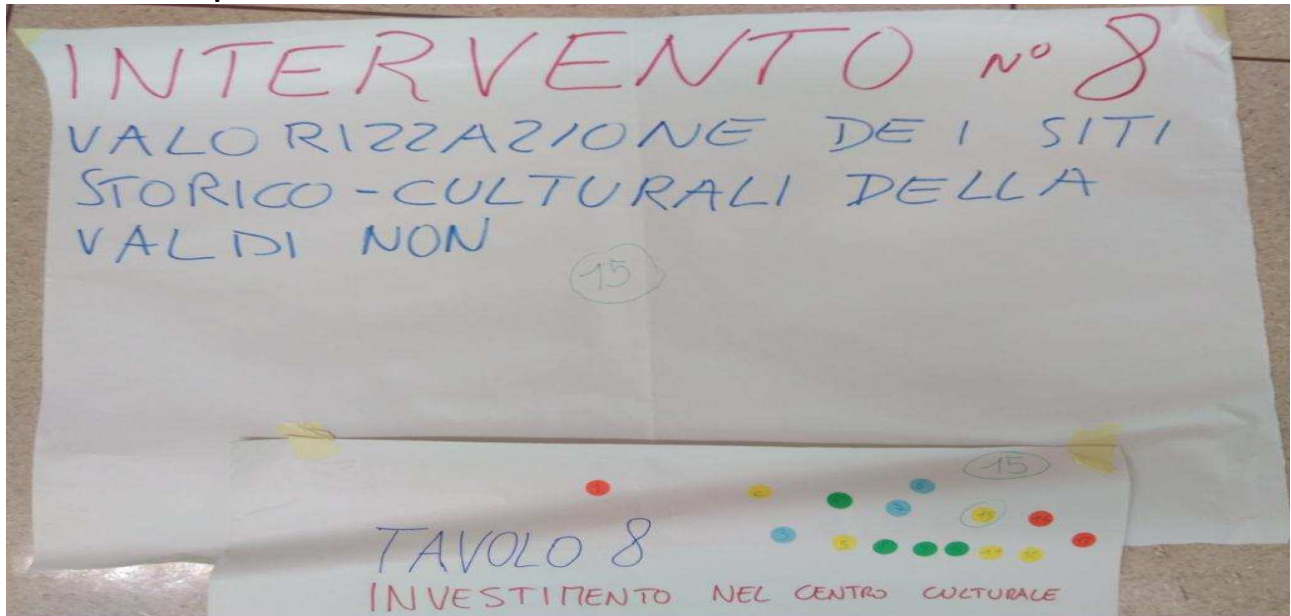 INTERVENTO N° 8
VALORIZZAZIONE DEI SITI
STORICO-CULTURALI DELLA
VAL DI NON
15
15
TAVOLO 8
INVESTIMENTO NEL CENTRO CULTURALE